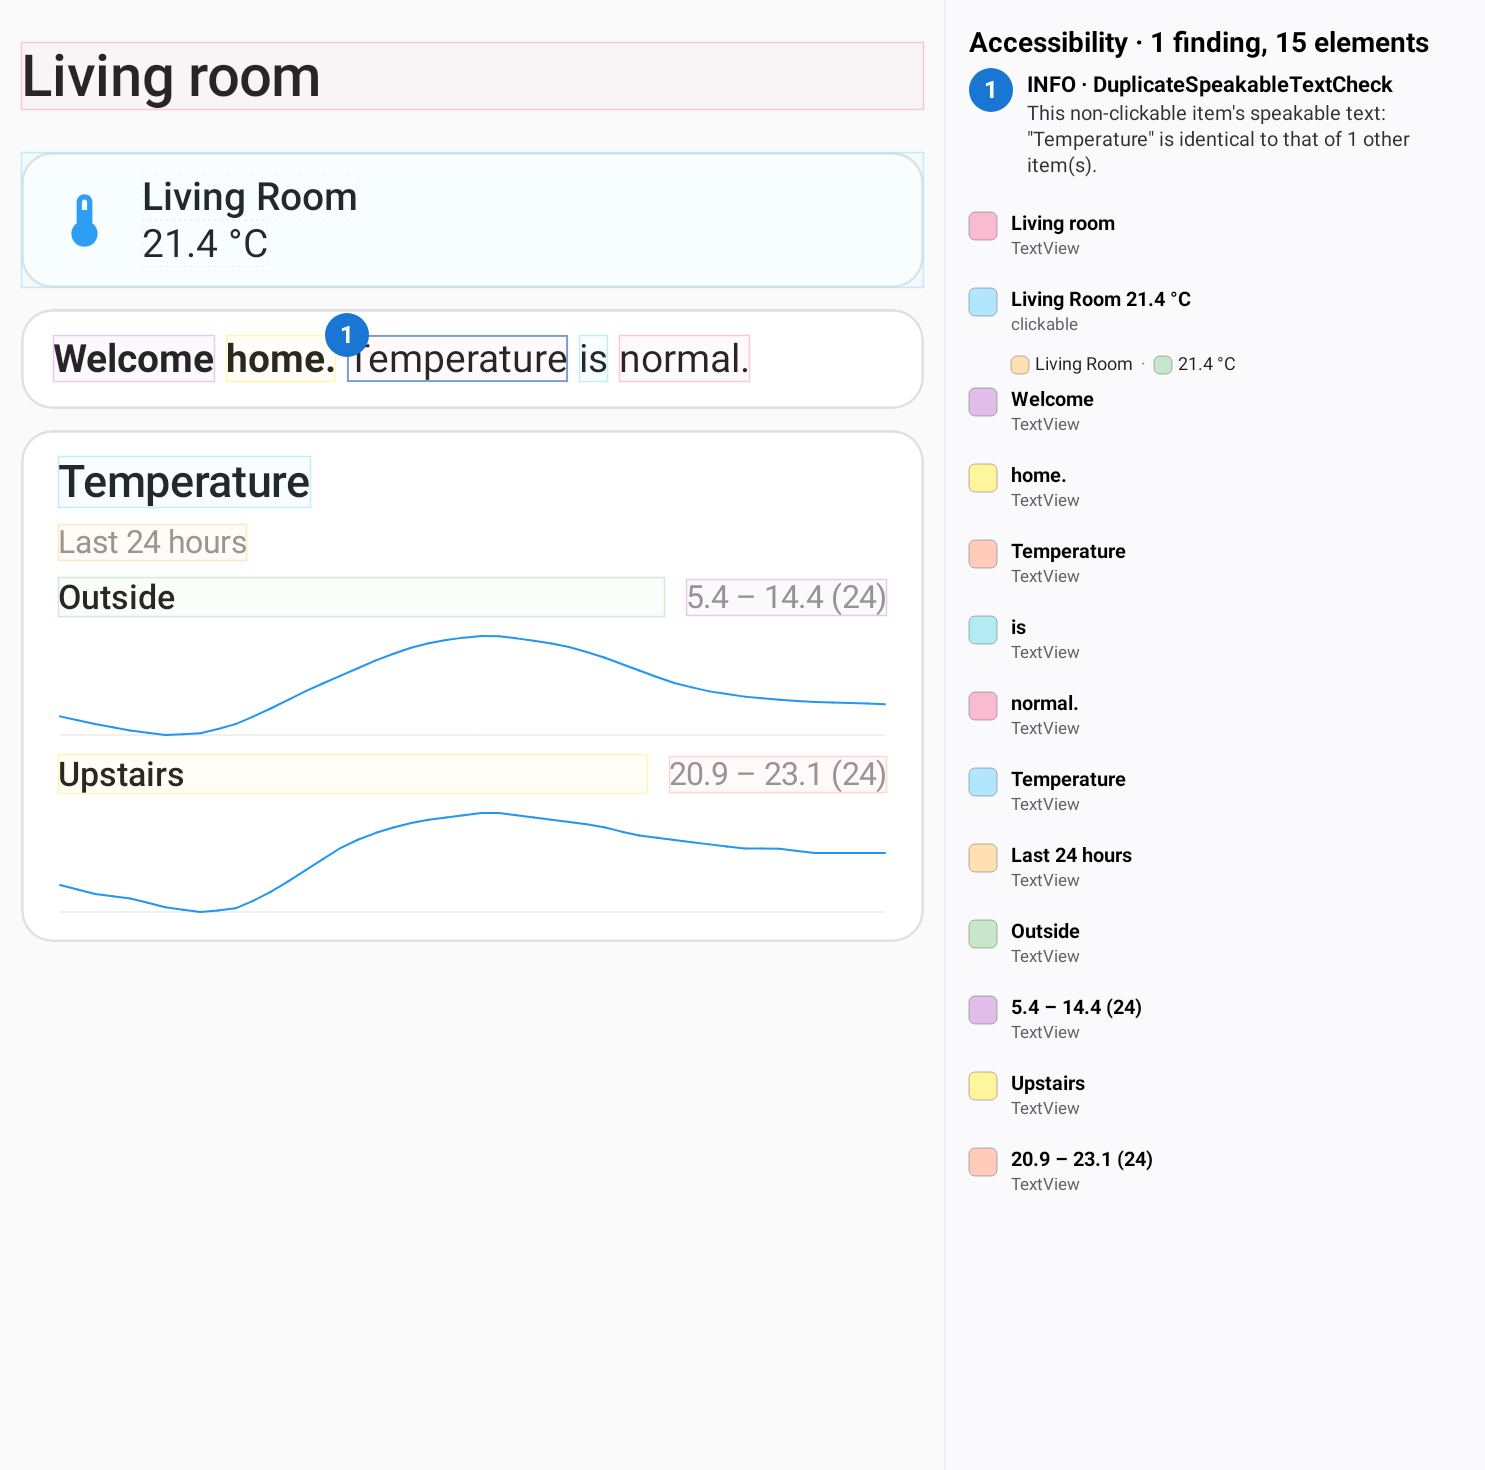 Living room
Living Room
21.4 °C
Welcome home. Temperature is normal.
1
Temperature
Last 24 hours
Outside
5.4 – 14.4 (24)
Upstairs
20.9 – 23.1 (24)
Accessibility · 1 finding, 15 elements
1
INFO · DuplicateSpeakableTextCheck
This non-clickable item's speakable text:
"Temperature" is identical to that of 1 other
item(s).
Living room
TextView
Living Room 21.4 °C
clickable
Living Room · 21.4 °C
Welcome
TextView
home.
TextView
Temperature
TextView
is
TextView
normal.
TextView
Temperature
TextView
Last 24 hours
TextView
Outside
TextView
5.4 – 14.4 (24)
TextView
Upstairs
TextView
20.9 – 23.1 (24)
TextView